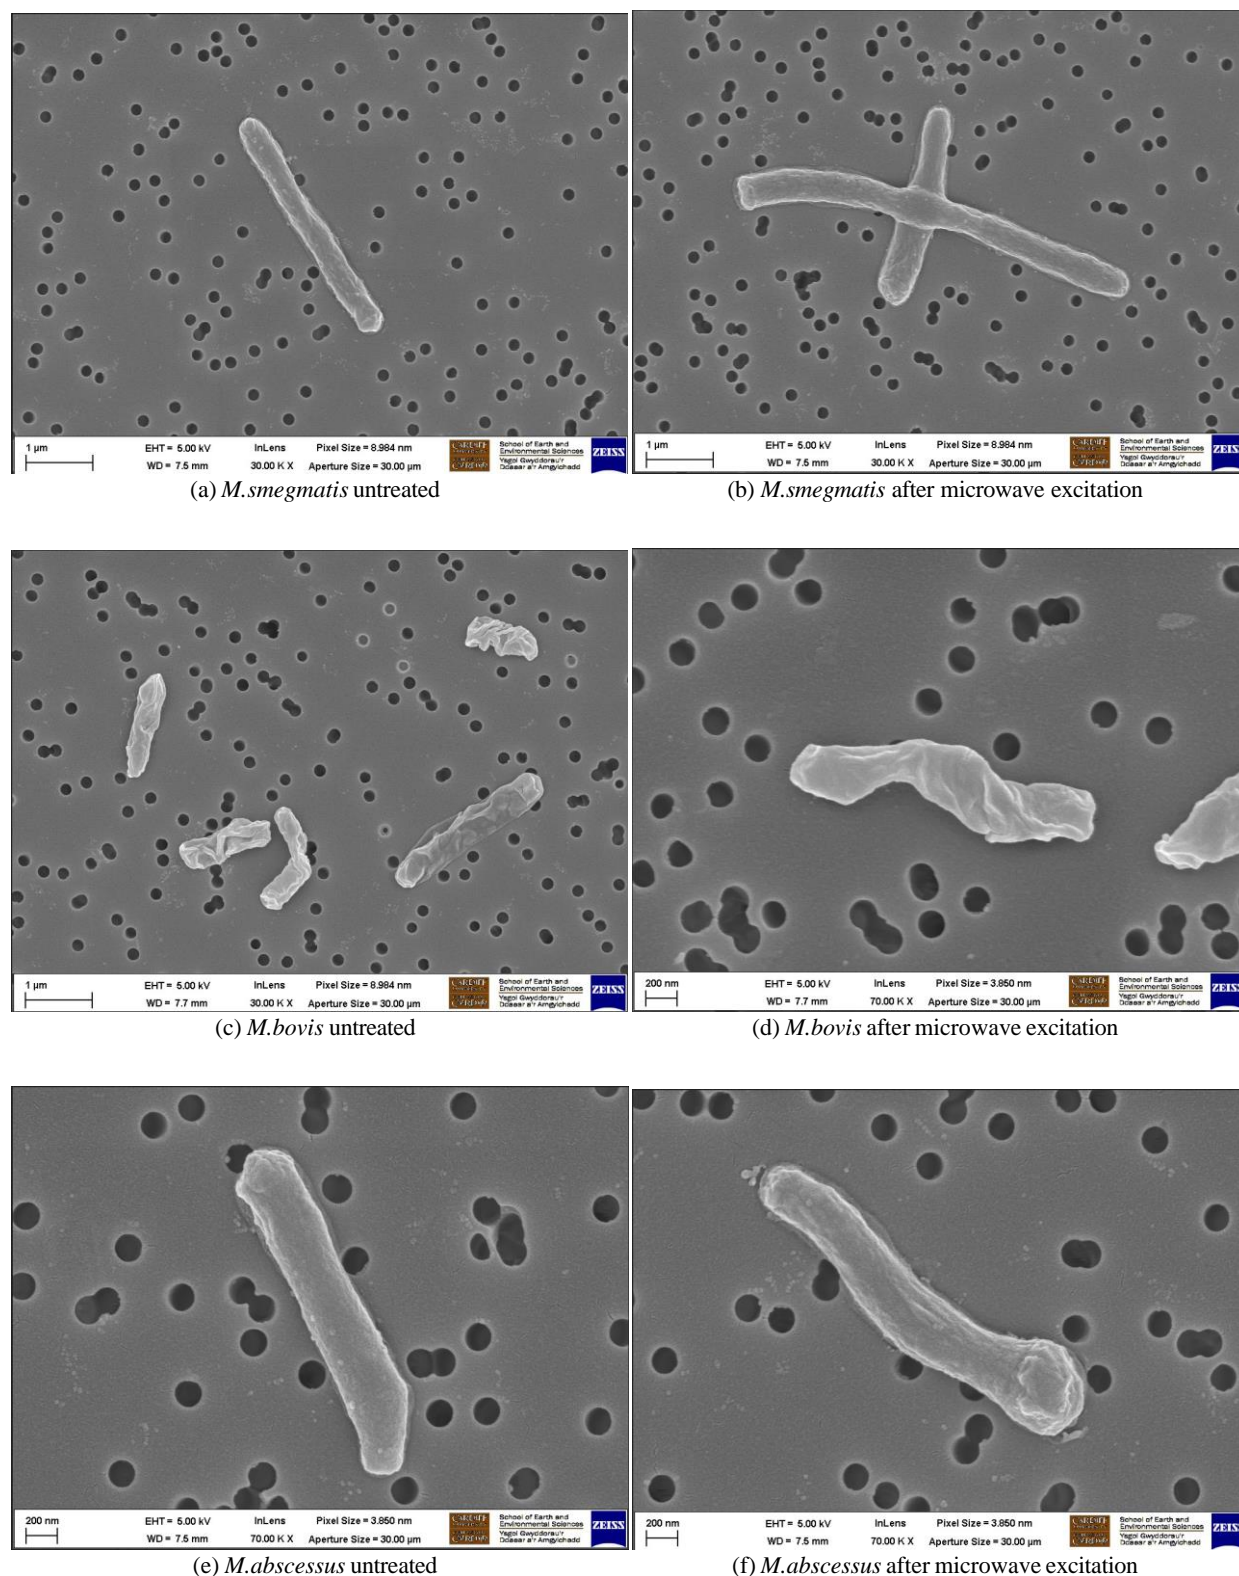 1 µm
EHT = 5.00 kV
WD = 7.5 mm
InLens
30.00 K X
Pixel Size = 8.984 nm
Aperture Size = 30.00 µm
School of Earth and
Environmental Sciences
ZEISS
1 µm
EHT = 5.00 kV
WD = 7.5 mm
InLens
30.00 K X
Pixel Size = 8.984 nm
Aperture Size = 30.00 µm
School of Earth and
Environmental Sciences
ZEISS
(a) M.smegmatis untreated
(b) M.smegmatis after microwave excitation
1 µm
EHT = 5.00 kV
WD = 7.7 mm
InLens
30.00 K X
Pixel Size = 8.984 nm
Aperture Size = 30.00 µm
School of Earth and
Environmental Sciences
ZEISS
200 nm
EHT = 5.00 kV
WD = 7.7 mm
InLens
70.00 K X
Pixel Size = 3.850 nm
Aperture Size = 30.00 µm
School of Earth and
Environmental Sciences
ZEISS
(c) M.bovis untreated
(d) M.bovis after microwave excitation
200 nm
EHT = 5.00 kV
WD = 7.5 mm
InLens
70.00 K X
Pixel Size = 3.850 nm
Aperture Size = 30.00 µm
School of Earth and
Environmental Sciences
ZEISS
200 nm
EHT = 5.00 kV
WD = 7.5 mm
InLens
70.00 K X
Pixel Size = 3.850 nm
Aperture Size = 30.00 µm
School of Earth and
Environmental Sciences
ZEISS
(e) M.abscessus untreated
(f) M.abscessus after microwave excitation